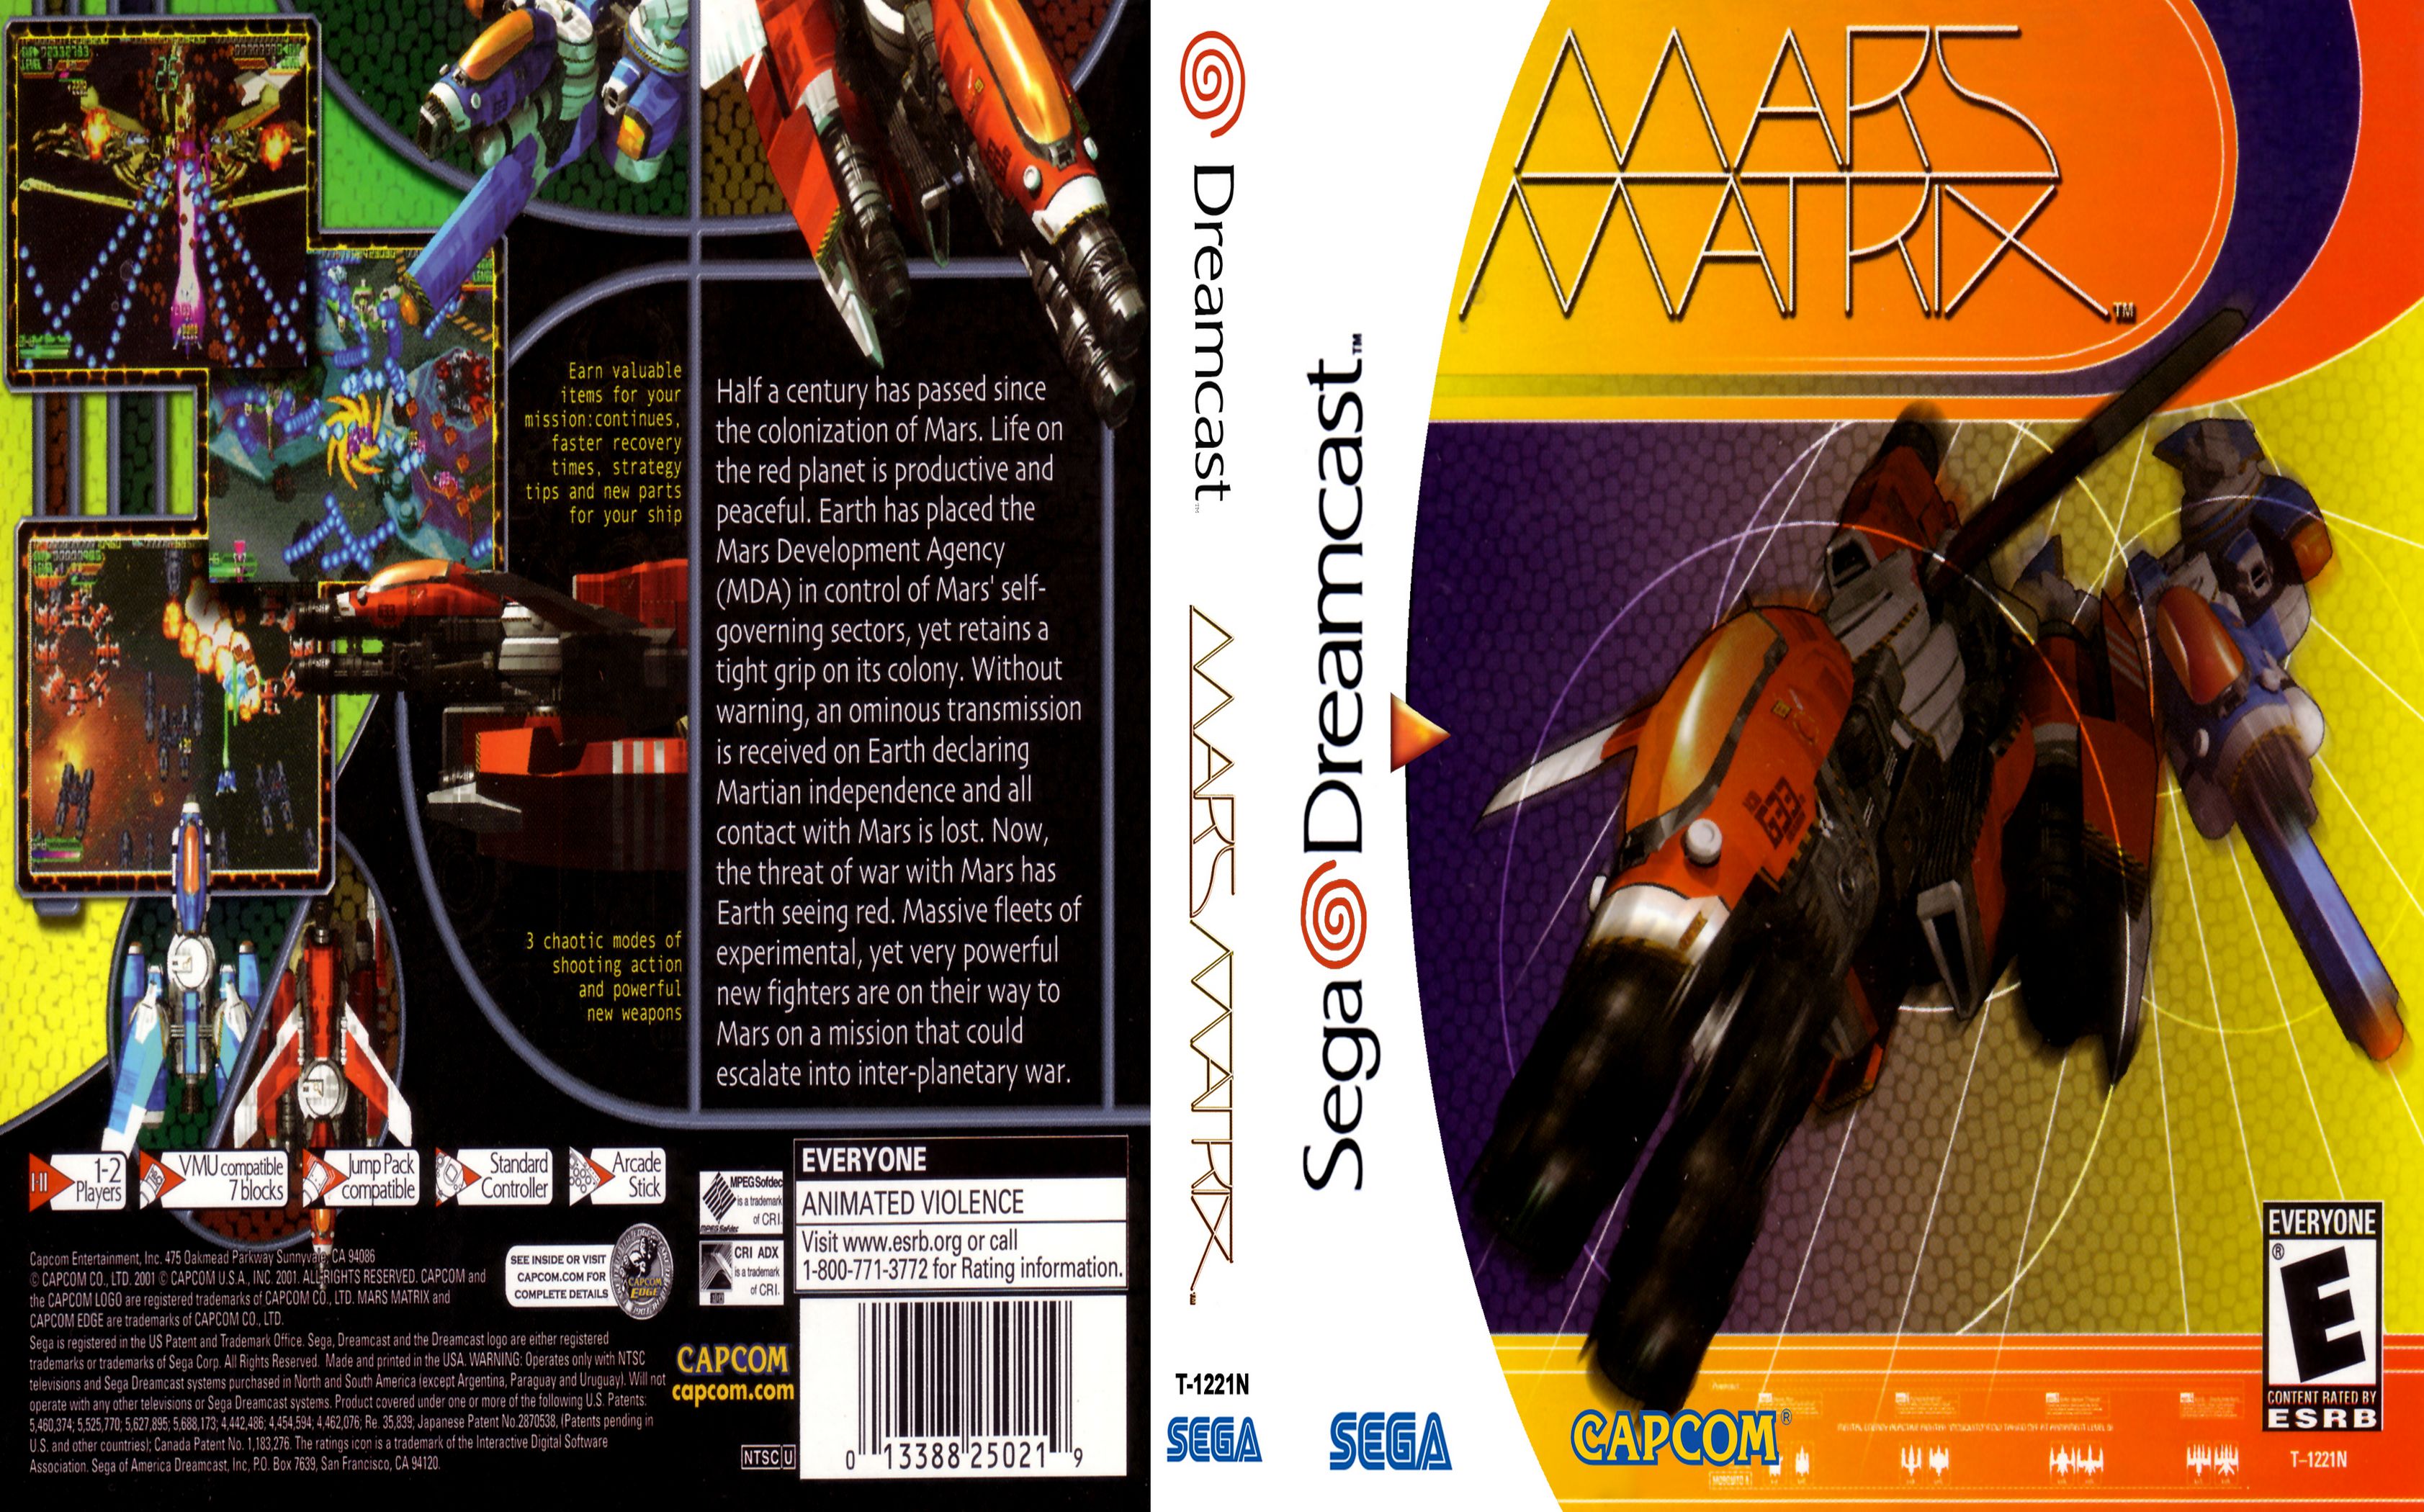 Earn valuable
items for your
mission:continues,
faster recovery
times, strategy
tips and new parts
for your ship
3 chaotic modes of
shooting action
and powerful
new weapons
Half a century has passed since
the colonization of Mars. Life on
the red planet is productive and
peaceful. Earth has placed the
Mars Development Agency
(MDA) in control of Mars' self-
governing sectors, yet retains a
tight grip on its colony. Without
warning, an ominous transmission
is received on Earth declaring
Martian independence and all
contact with Mars is lost. Now,
the threat of war with Mars has
Earth seeing red. Massive fleets of
experimental, yet very powerful
new fighters are on their way to
Mars on a mission that could
escalate into inter-planetary war.
1-2
Players
VMU compatible
7 blocks
Jump Pack
compatible
Standard
Controller
Arcade
Stick
Capcom Entertainment, Inc. 475 Oakmead Parkway Sunnyvale, CA 94086
© CAPCOM CO., LTD. 2001 © CAPCOM U.S.A., INC. 2001. ALL RIGHTS RESERVED. CAPCOM and
the CAPCOM LOGO are registered trademarks of CAPCOM CO., LTD. MARS MATRIX and
CAPCOM EDGE are trademarks of CAPCOM CO., LTD.
Sega is registered in the US Patent and Trademark Office. Sega, Dreamcast and the Dreamcast logo are either registered
trademarks or trademarks of Sega Corp. All Rights Reserved. Made and printed in the USA. WARNING: Operates only with NTSC
televisions and Sega Dreamcast systems purchased in North and South America (except Argentina, Paraguay and Uruguay). Will not
operate with any other televisions or Sega Dreamcast systems. Product covered under one or more of the following U.S. Patents:
5,460,374; 5,525,770; 5,627,895; 5,688,173; 4,442,486; 4,454,594; 4,462,076; Re. 35,839; Japanese Patent No.2870538, (Patents pending in
U.S. and other countries); Canada Patent No. 1,183,276. The ratings icon is a trademark of the Interactive Digital Software
Association. Sega of America Dreamcast, Inc, P.O. Box 7639, San Francisco, CA 94120.
SEE INSIDE OR VISIT
CAPCOM.COM FOR
COMPLETE DETAILS
CAPCOM
EDGE
MPEG Sofdec
is a trademark
of CRI.
CRI ADX
is a trademark
of CRI.
CAPCOM
capcom.com
NTSC U
EVERYONE
ANIMATED VIOLENCE
Visit www.esrb.org or call
1-800-771-3772 for Rating information.
0 13388 25021 9
Dreamcast™
MARS MATRIX™
T-1221N
SEGA
Sega Dreamcast™
SEGA
MARS
MATRIX™
633
CAPCOM®
EVERYONE
E®
CONTENT RATED BY
ESRB
T-1221N